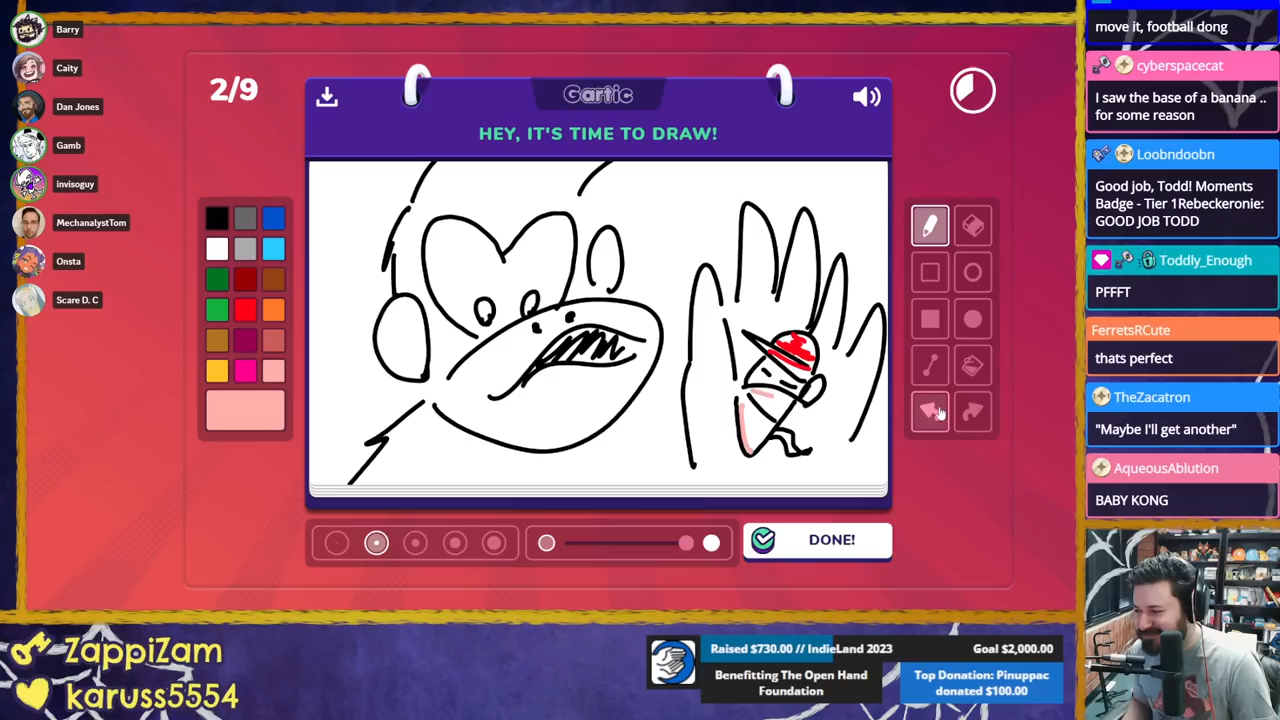 Barry
Caity
Dan Jones
Gamb
invisoguy
MechanalystTom
Onsta
Scare D. C
2/9
Gartic
HEY, IT'S TIME TO DRAW!
DONE!
move it, football dong
cyberspacecat
I saw the base of a banana ..
for some reason
Loobndoobn
Good job, Todd! Moments
Badge - Tier 1Rebeckeronie:
GOOD JOB TODD
Toddly_Enough
PFFFT
FerretsRCute
thats perfect
TheZacatron
"Maybe I'll get another"
AqueousAblution
BABY KONG
ZappiZam
karuss5554
Raised $730.00 // IndieLand 2023
Goal $2,000.00
Benefitting The Open Hand
Foundation
Top Donation: Pinuppac
donated $100.00